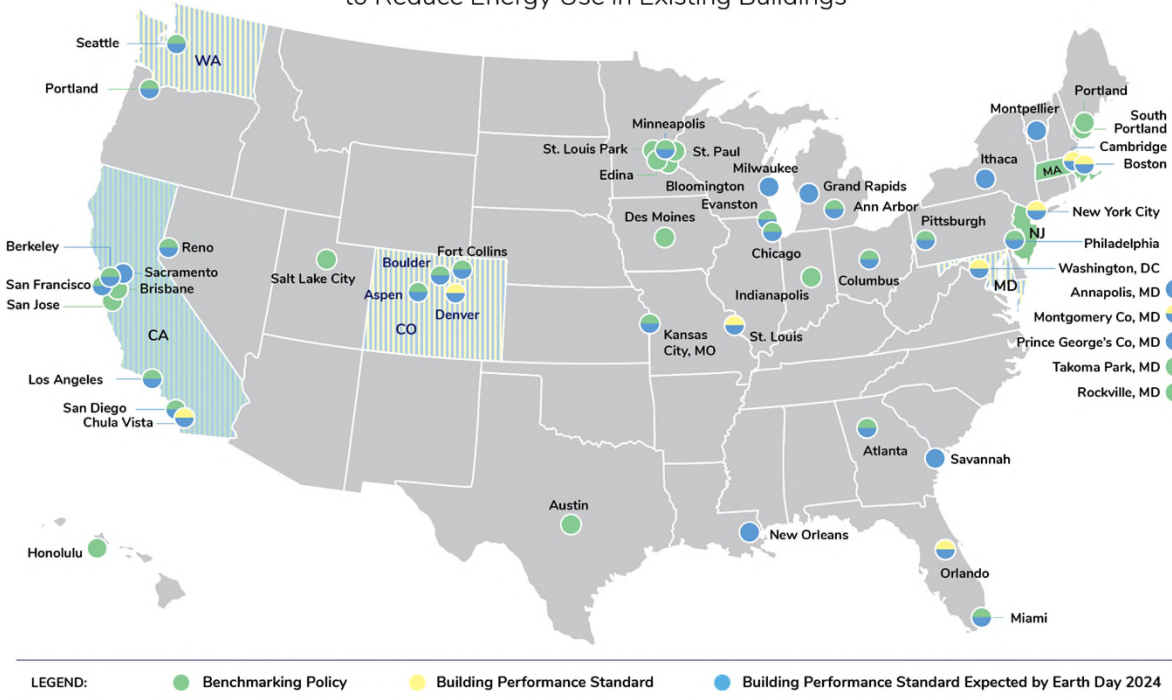 to Reduce Energy Use in Existing Buildings
Seattle
WA
Portland
Portland
Montpellier
South
Portland
Minneapolis
St. Louis Park
St. Paul
Cambridge
Edina
Milwaukee
Ithaca
MA
Boston
Bloomington
Grand Rapids
Evanston
Ann Arbor
New York City
Des Moines
Pittsburgh
NJ
Berkeley
Reno
Fort Collins
Chicago
Philadelphia
Boulder
Sacramento
Salt Lake City
Columbus
Washington, DC
San Francisco
Brisbane
Aspen
Indianapolis
MD
Annapolis, MD
San Jose
Denver
Montgomery Co, MD
CO
CA
Kansas
City, MO
St. Louis
Prince George's Co, MD
Takoma Park, MD
Los Angeles
Rockville, MD
San Diego
Chula Vista
Atlanta
Savannah
Austin
New Orleans
Honolulu
Orlando
Miami
LEGEND:
Benchmarking Policy
Building Performance Standard
Building Performance Standard Expected by Earth Day 2024